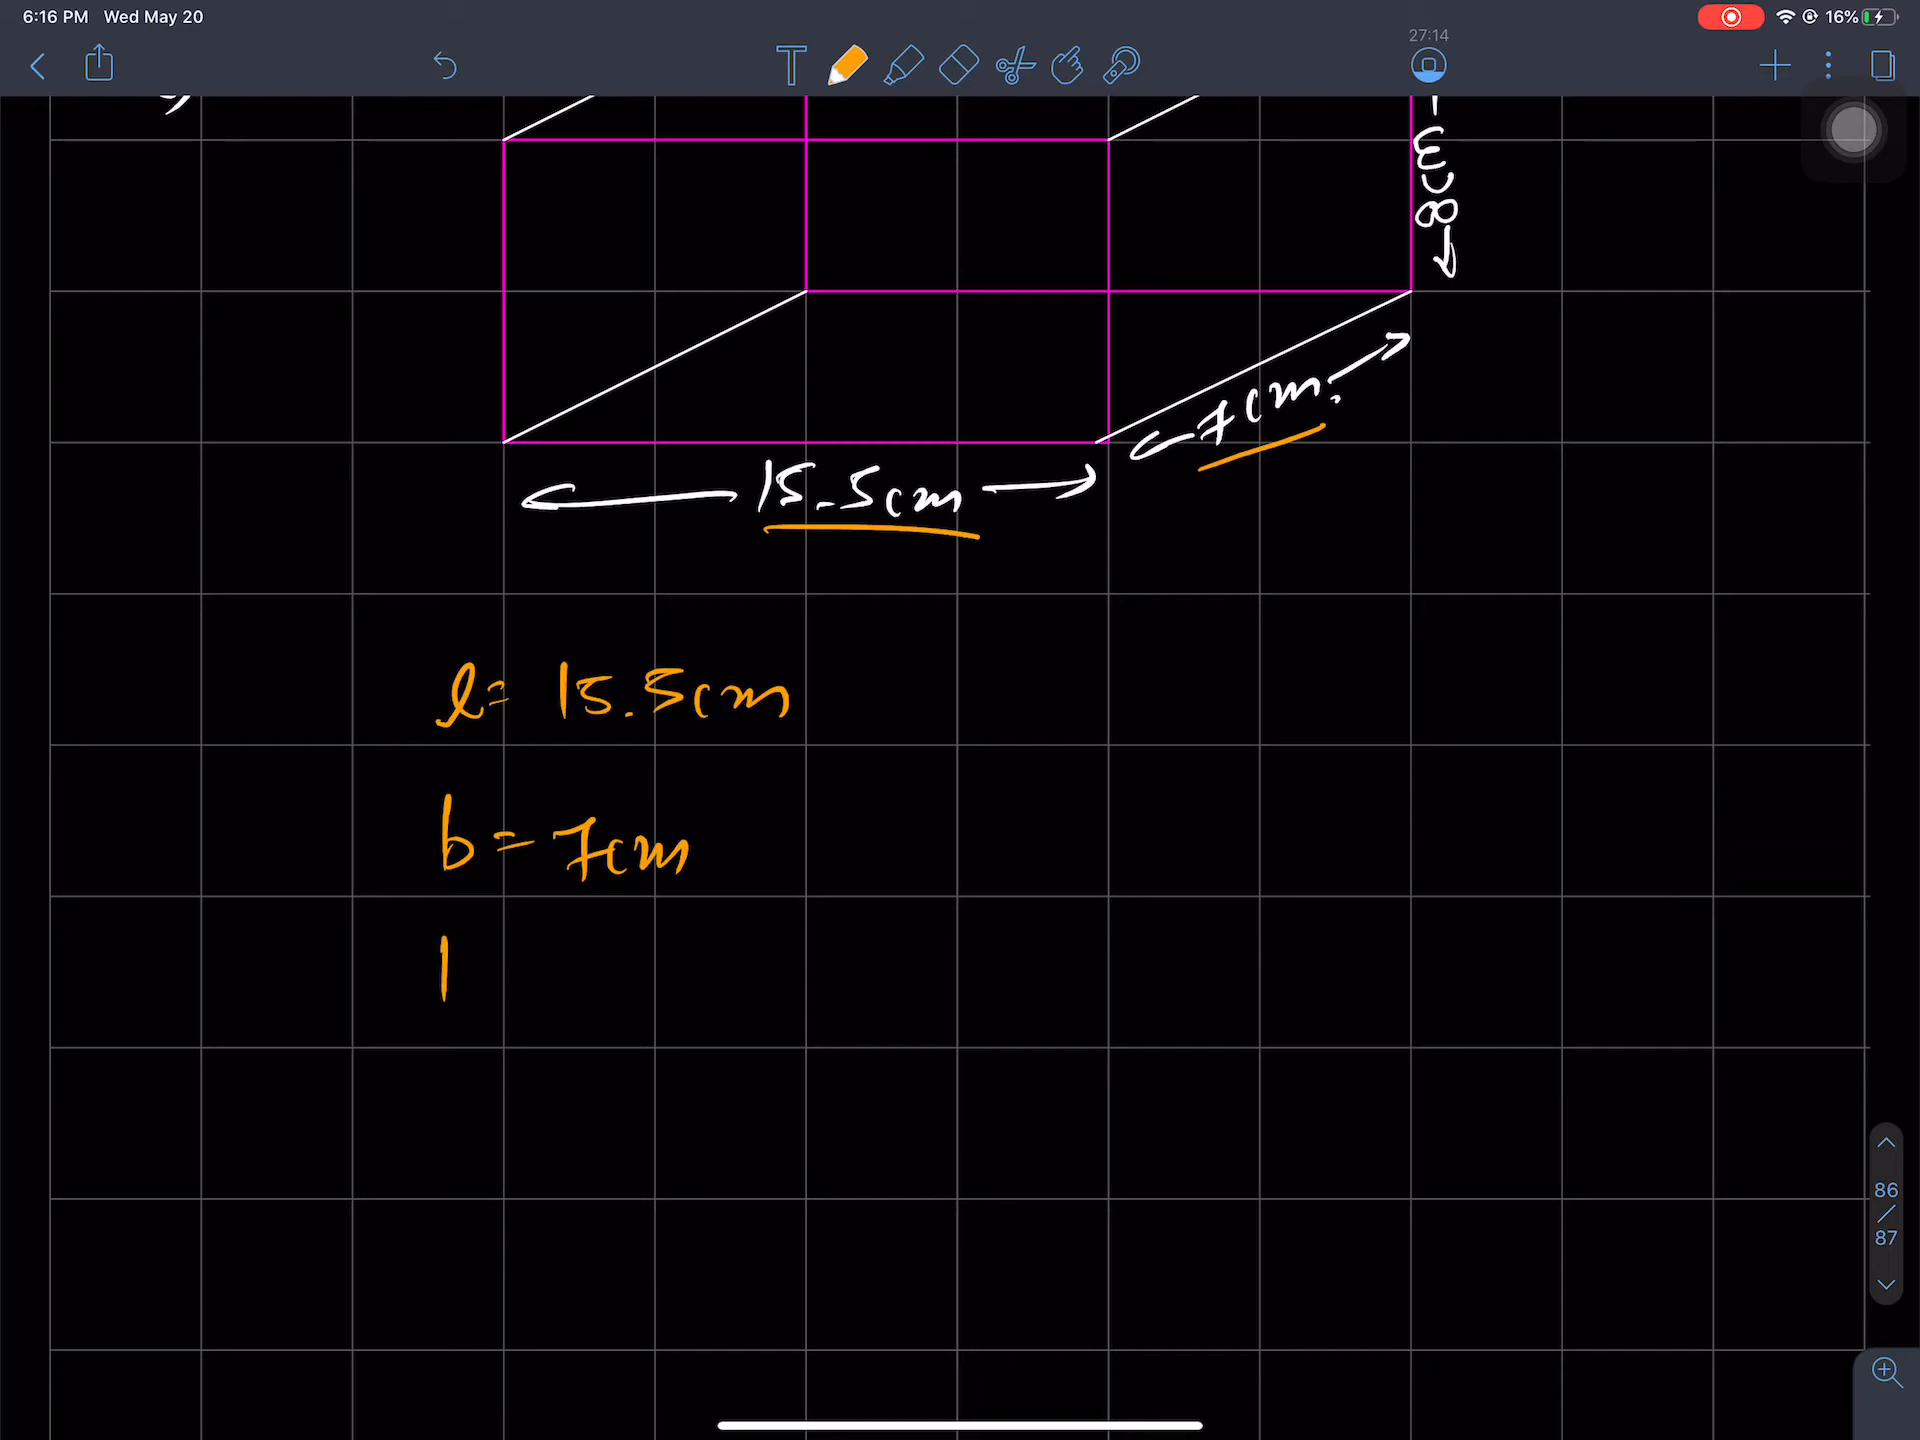 6:16 PM Wed May 20
16%
27:14
8cm
7cm.
15.5cm
l = 15.5cm
b = 7cm
86
/
87